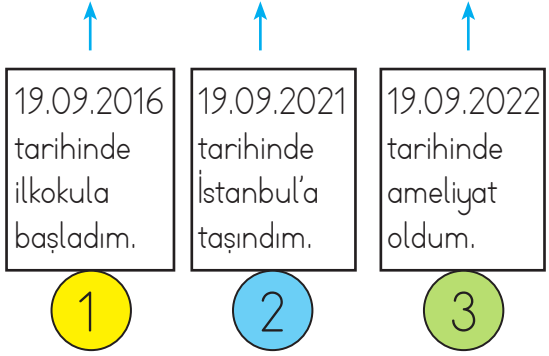 19.09.2016
tarihinde
ilkokula
başladım.
1
19.09.2021
tarihinde
İstanbul'a
taşındım.
2
19.09.2022
tarihinde
ameliyat
oldum.
3